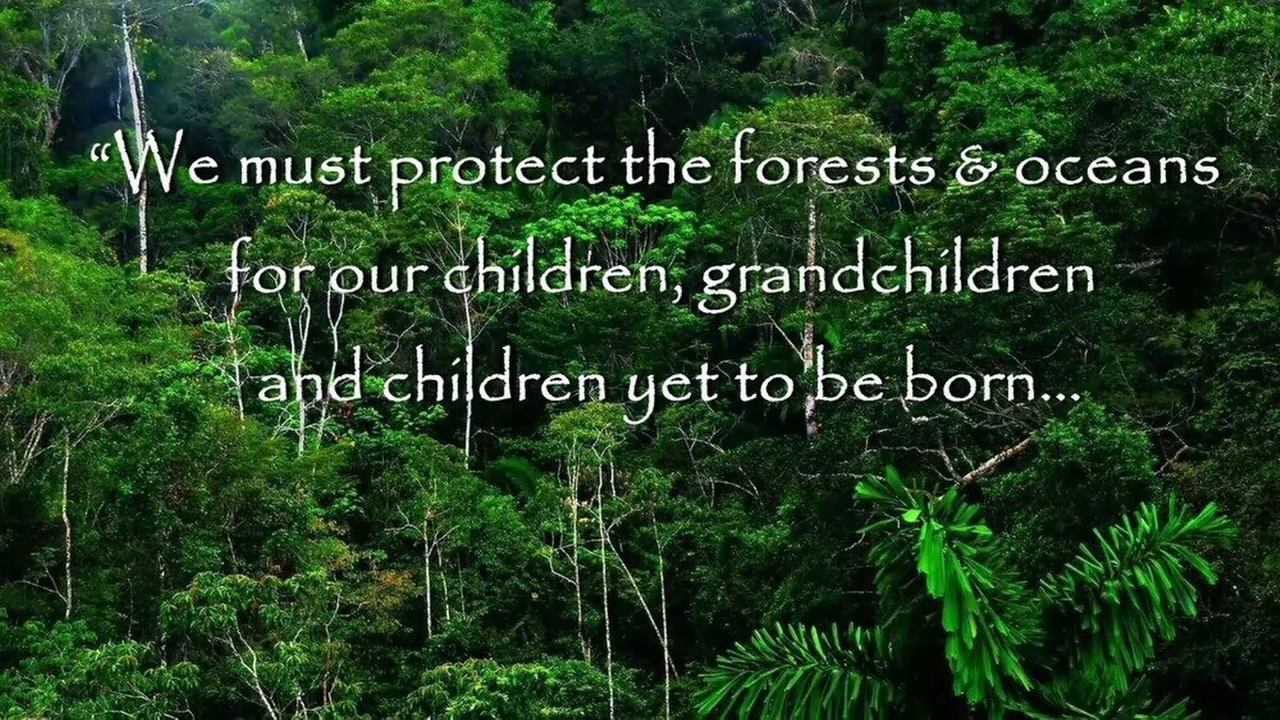 “We must protect the forests & oceans
for our children, grandchildren
and children yet to be born...